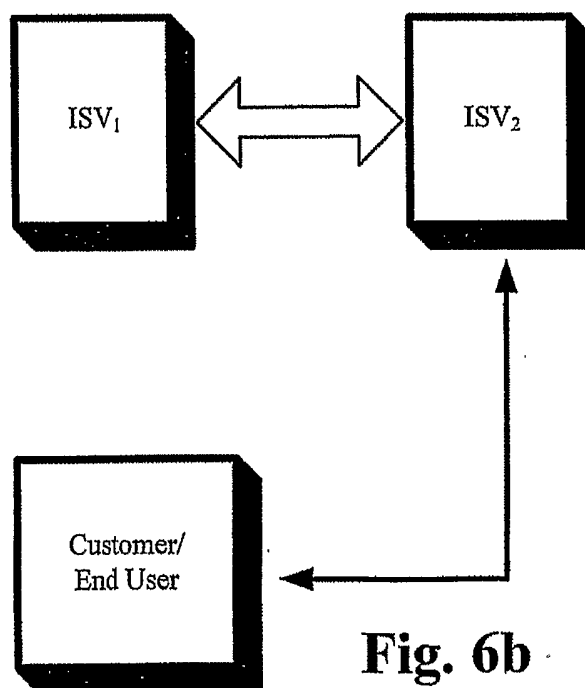 ISV₁
ISV₂
Customer/
End User
Fig. 6b